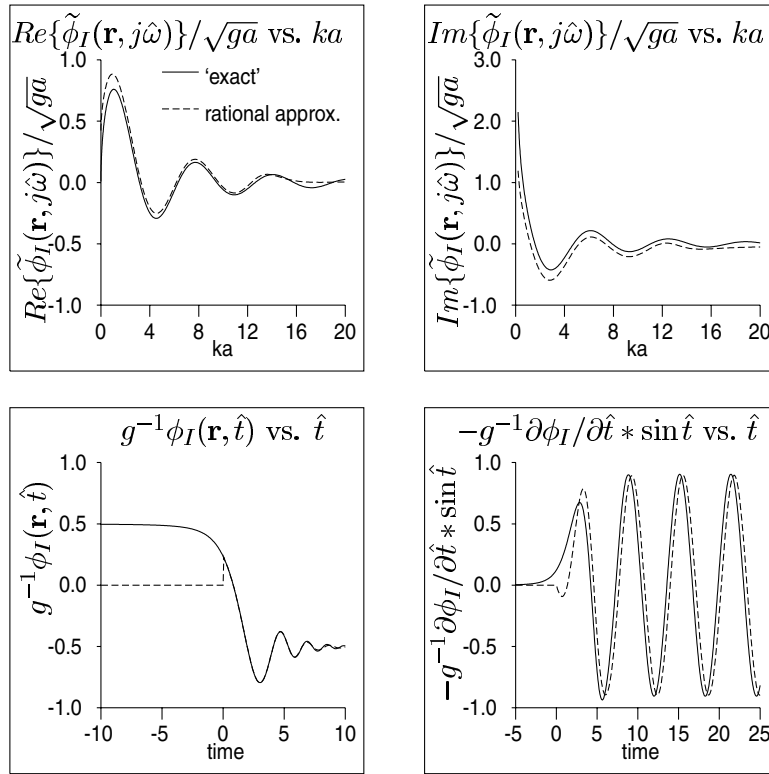 Re{ϕ̃_I(r, jω̂)}/√ga vs. ka
Re{ϕ̃_I(r, jω̂)}/√ga
1.0
0.5
0.0
-0.5
-1.0
'exact'
rational approx.
0 4 8 12 16 20
ka
Im{ϕ̃_I(r, jω̂)}/√ga vs. ka
Im{ϕ̃_I(r, jω̂)}/√ga
3.0
2.0
1.0
0.0
-1.0
0 4 8 12 16 20
ka
g⁻¹ϕ_I(r, t̂) vs. t̂
g⁻¹ϕ_I(r, t̂)
1.0
0.5
0.0
-0.5
-1.0
-10 -5 0 5 10
time
−g⁻¹∂ϕ_I/∂t̂ ∗ sin t̂ vs. t̂
−g⁻¹∂ϕ_I/∂t̂ ∗ sin t̂
1.0
0.5
0.0
-0.5
-1.0
-5 0 5 10 15 20 25
time